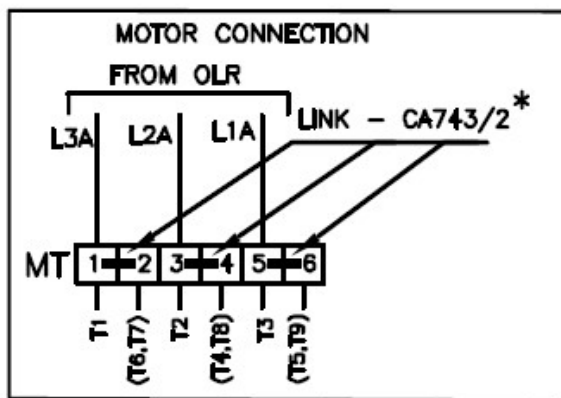 MOTOR CONNECTION
FROM OLR
L3A L2A L1A LINK - CA743/2*
MT 1 2 3 4 5 6
T1 (T6,T7) T2 (T4,T8) T3 (T5,T9)